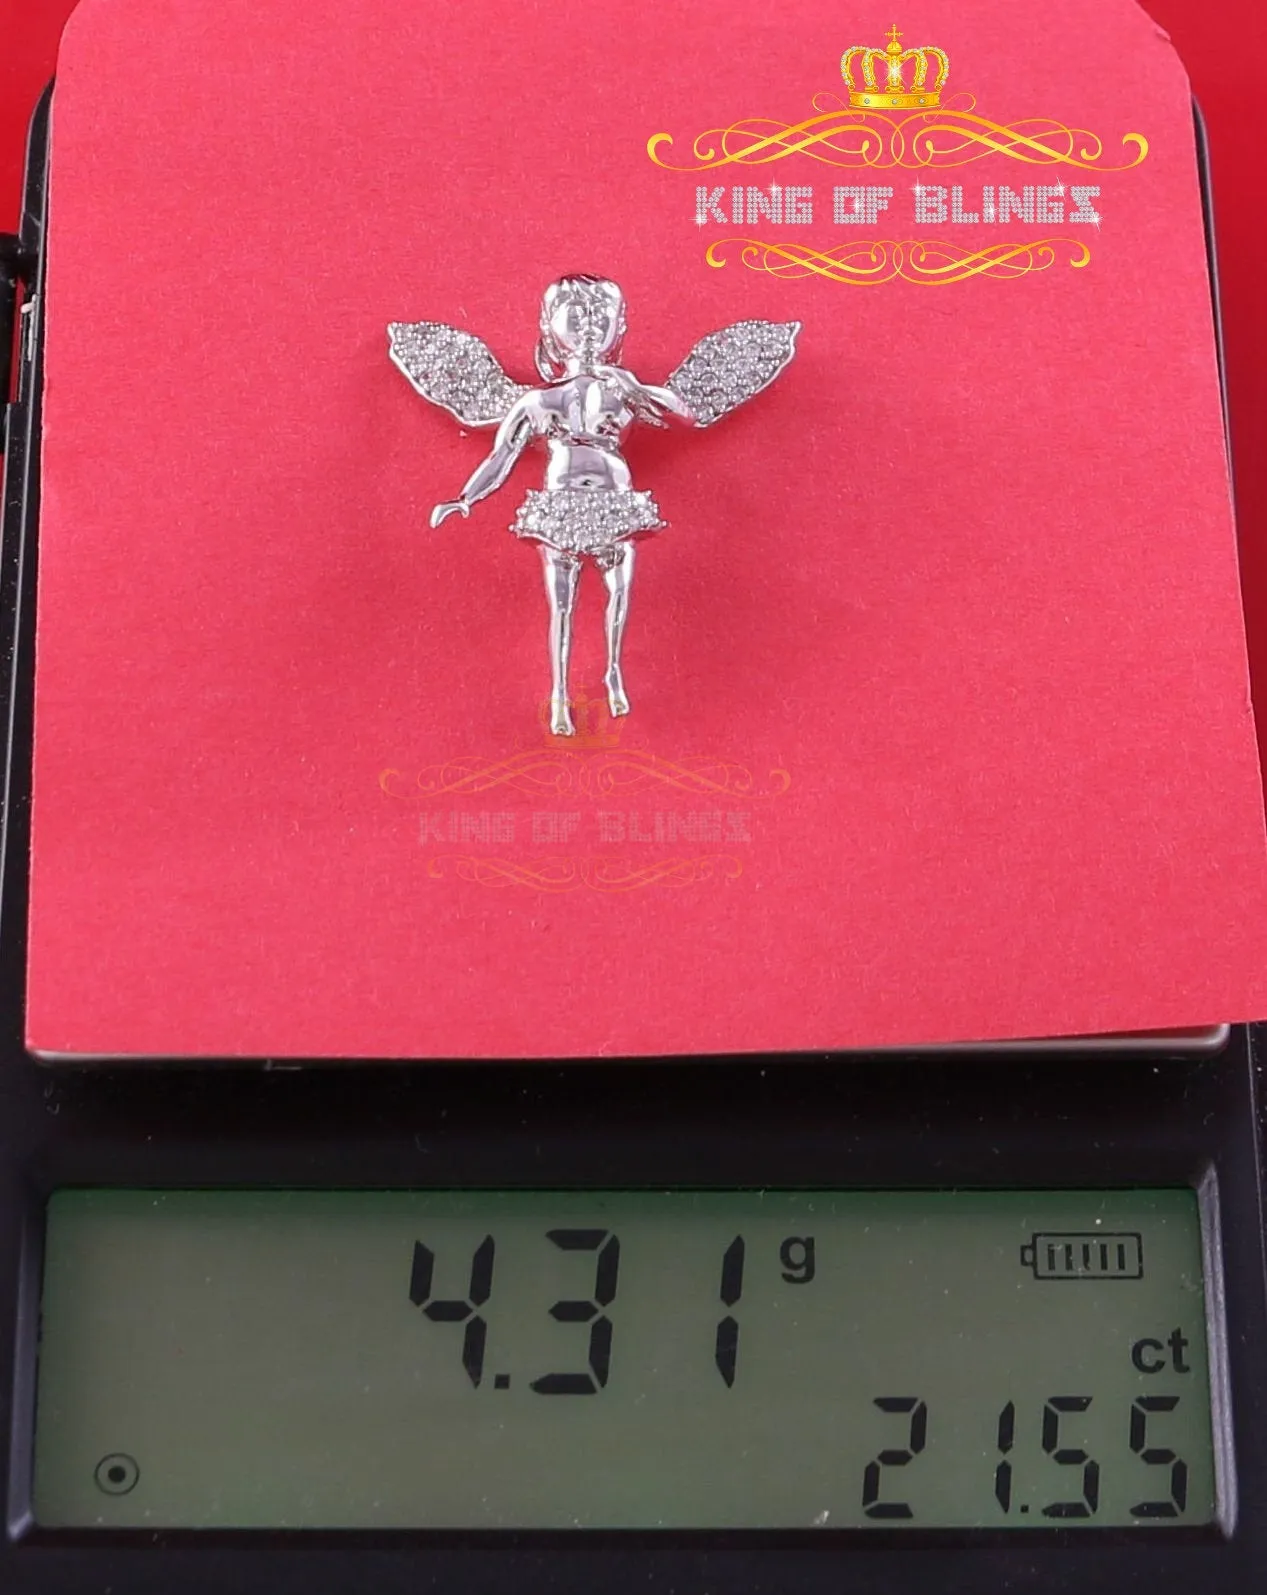 KING OF BLINGS
KING OF BLINGS
4.31 g
ct
21.55